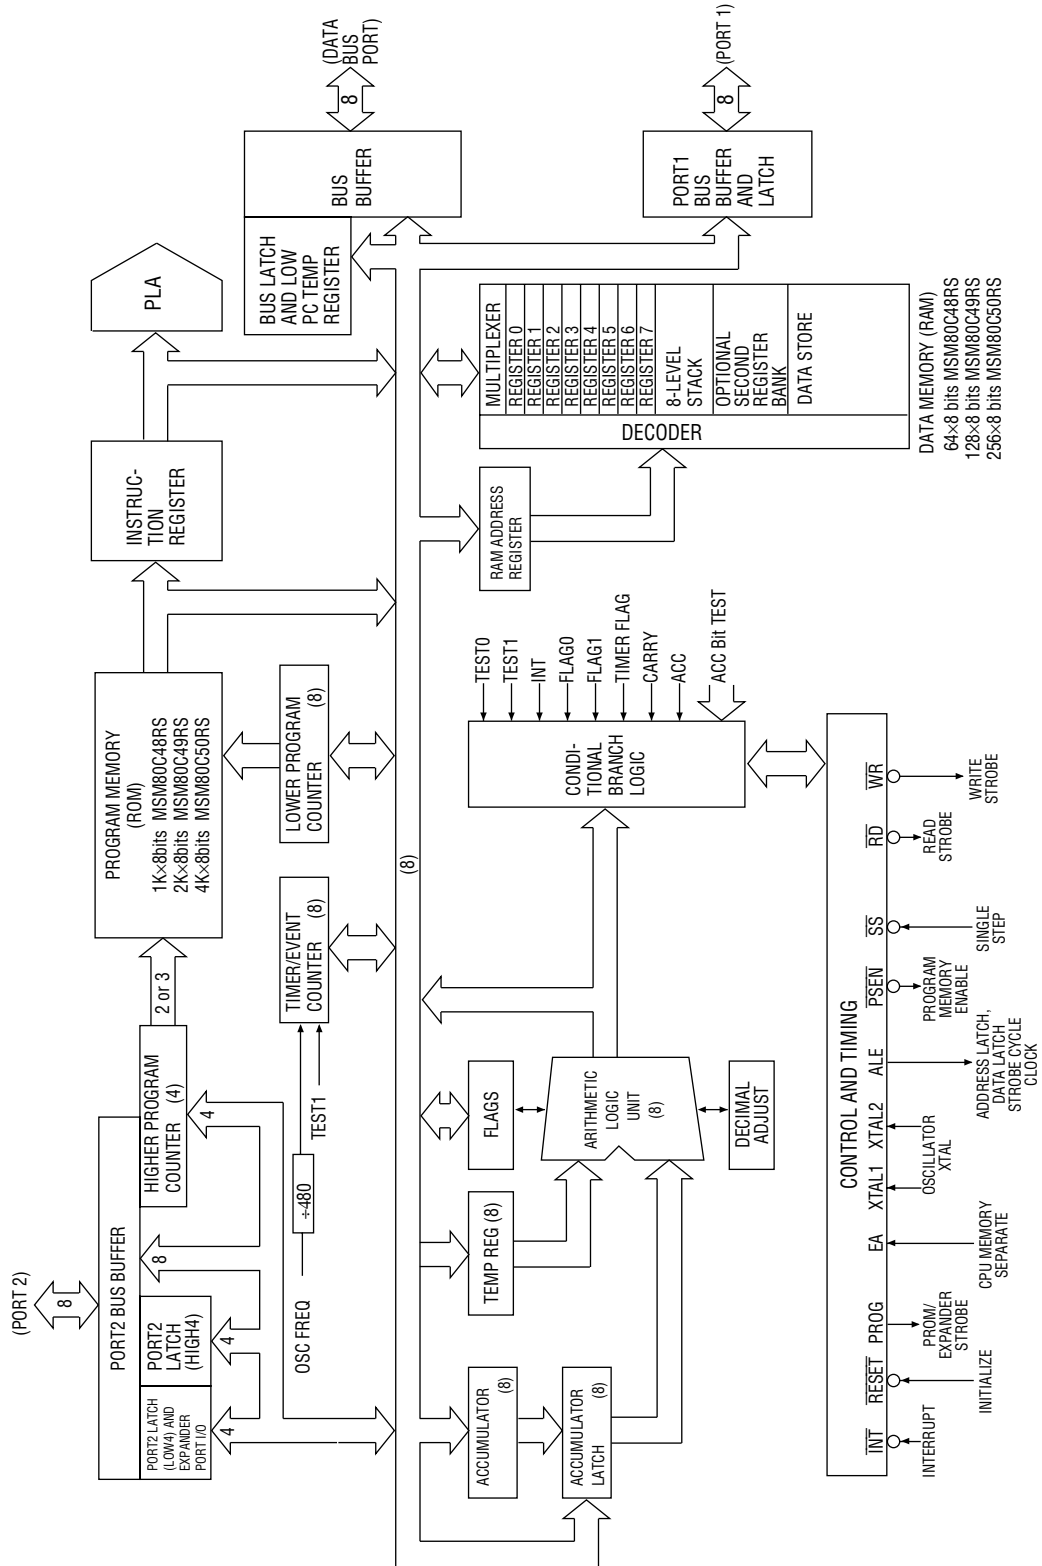 (PORT 2)
8
PORT2 BUS BUFFER
PORT2 LATCH
(LOW4) AND
EXPANDER
PORT I/O
PORT2
LATCH
(HIGH4)
HIGHER PROGRAM
COUNTER (4)
4
4
8
4
2 or 3
PROGRAM MEMORY
(ROM)
1K×8bits MSM80C48RS
2K×8bits MSM80C49RS
4K×8bits MSM80C50RS
INSTRUC-
TION
REGISTER
PLA
OSC FREQ
÷480
TEST1
TIMER/EVENT
COUNTER (8)
LOWER PROGRAM
COUNTER (8)
BUS LATCH
AND LOW
PC TEMP
REGISTER
BUS
BUFFER
8
(DATA
BUS
PORT)
(8)
ACCUMULATOR
(8)
ACCUMULATOR
LATCH (8)
TEMP REG (8)
FLAGS
ARITHMETIC
LOGIC
UNIT
(8)
DECIMAL
ADJUST
CONDI-
TIONAL
BRANCH
LOGIC
TEST0
TEST1
INT
FLAG0
FLAG1
TIMER FLAG
CARRY
ACC
ACC Bit TEST
RAM ADDRESS
REGISTER
DECODER
MULTIPLEXER
REGISTER 0
REGISTER 1
REGISTER 2
REGISTER 3
REGISTER 4
REGISTER 5
REGISTER 6
REGISTER 7
8-LEVEL
STACK
OPTIONAL
SECOND
REGISTER
BANK
DATA STORE
DATA MEMORY (RAM)
64×8 bits MSM80C48RS
128×8 bits MSM80C49RS
256×8 bits MSM80C50RS
PORT1
BUS
BUFFER
AND
LATCH
8
(PORT 1)
CONTROL AND TIMING
INT RESET PROG EA XTAL1 XTAL2 ALE PSEN SS RD WR
INTERRUPT
INITIALIZE
PROM/
EXPANDER
STROBE
CPU MEMORY
SEPARATE
OSCILLATOR
XTAL
ADDRESS LATCH,
DATA LATCH
STROBE CYCLE
CLOCK
PROGRAM
MEMORY
ENABLE
SINGLE
STEP
READ
STROBE
WRITE
STROBE